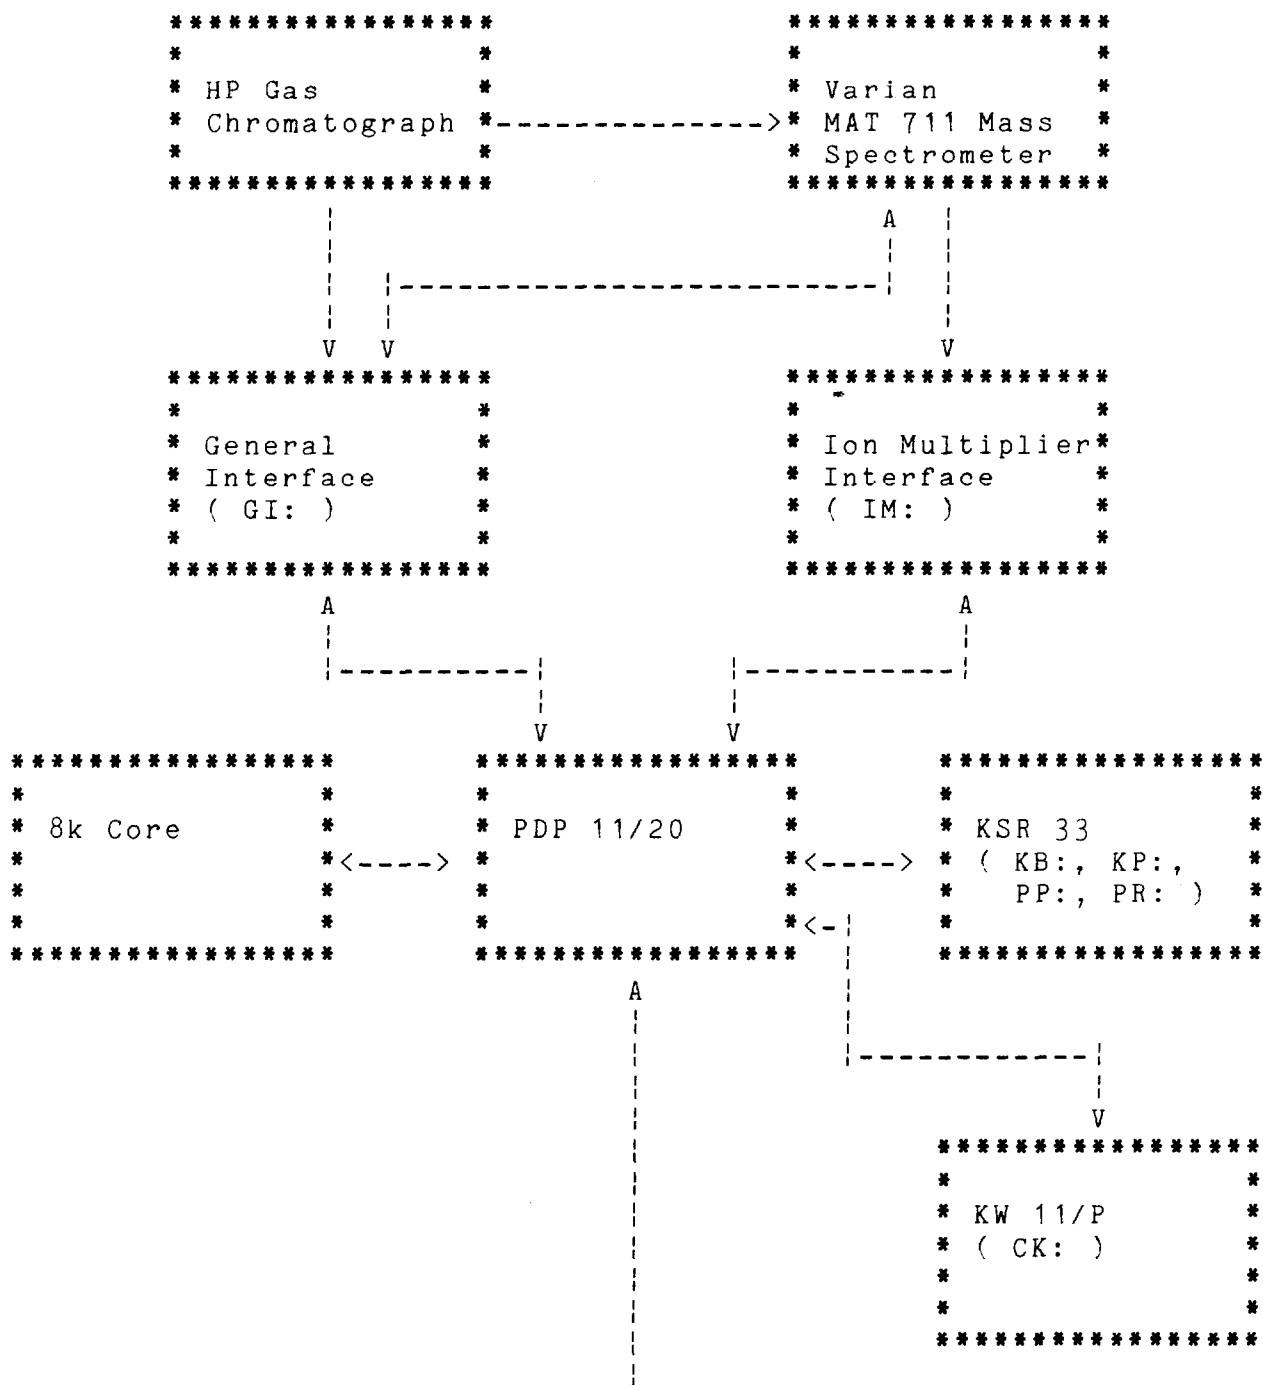 HP Gas
Chromatograph
Varian
MAT 711 Mass
Spectrometer
General
Interface
( GI: )
Ion Multiplier
Interface
( IM: )
8k Core
PDP 11/20
KSR 33
( KB:, KP:,
PP:, PR: )
KW 11/P
( CK: )